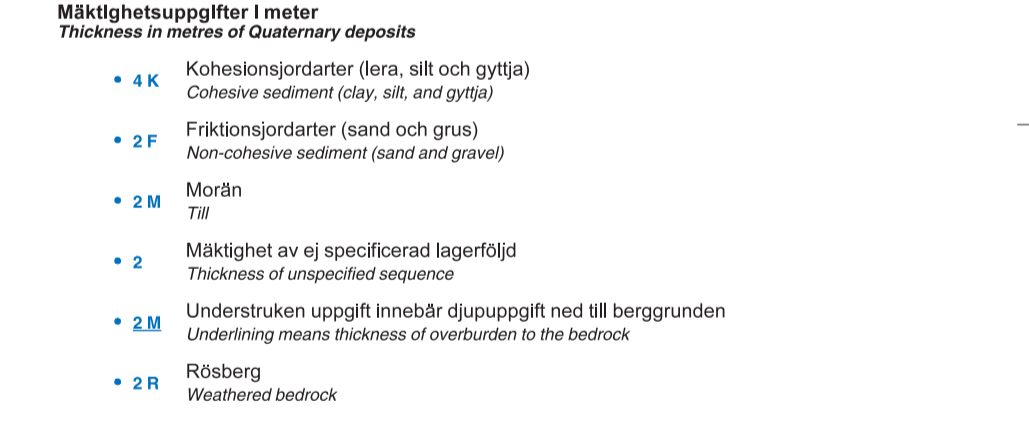 Mäktighetsuppgifter i meter
Thickness in metres of Quaternary deposits
• 4 K Kohesionsjordarter (lera, silt och gyttja)
Cohesive sediment (clay, silt, and gyttja)
• 2 F Friktionsjordarter (sand och grus)
Non-cohesive sediment (sand and gravel)
• 2 M Morän
Till
• 2 Mäktighet av ej specificerad lagerföljd
Thickness of unspecified sequence
• 2 M Understruken uppgift innebär djupuppgift ned till berggrunden
Underlining means thickness of overburden to the bedrock
• 2 R Rösberg
Weathered bedrock